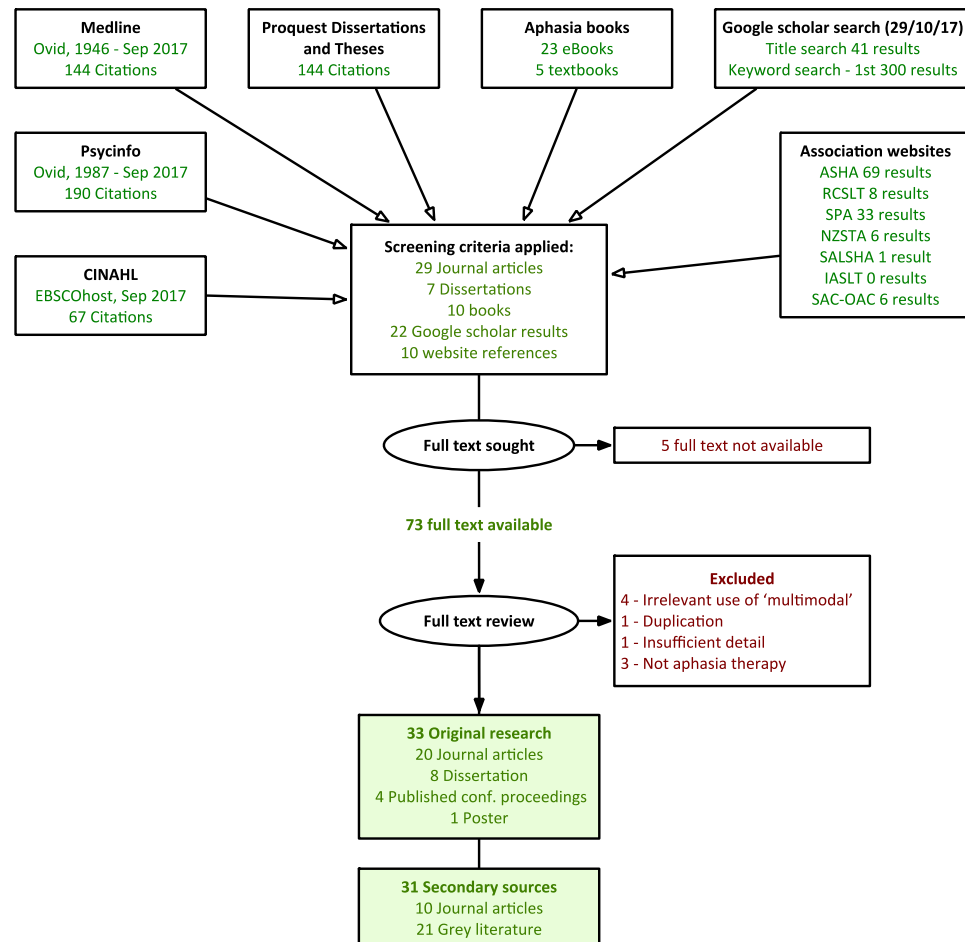 Medline
Ovid, 1946 - Sep 2017
144 Citations
Proquest Dissertations
and Theses
144 Citations
Aphasia books
23 eBooks
5 textbooks
Google scholar search (29/10/17)
Title search 41 results
Keyword search - 1st 300 results
Psycinfo
Ovid, 1987 - Sep 2017
190 Citations
Association websites
ASHA 69 results
RCSLT 8 results
SPA 33 results
NZSTA 6 results
SALSHA 1 result
IASLT 0 results
SAC-OAC 6 results
CINAHL
EBSCOhost, Sep 2017
67 Citations
Screening criteria applied:
29 Journal articles
7 Dissertations
10 books
22 Google scholar results
10 website references
Full text sought
5 full text not available
73 full text available
Full text review
Excluded
4 - Irrelevant use of ‘multimodal’
1 - Duplication
1 - Insufficient detail
3 - Not aphasia therapy
33 Original research
20 Journal articles
8 Dissertation
4 Published conf. proceedings
1 Poster
31 Secondary sources
10 Journal articles
21 Grey literature